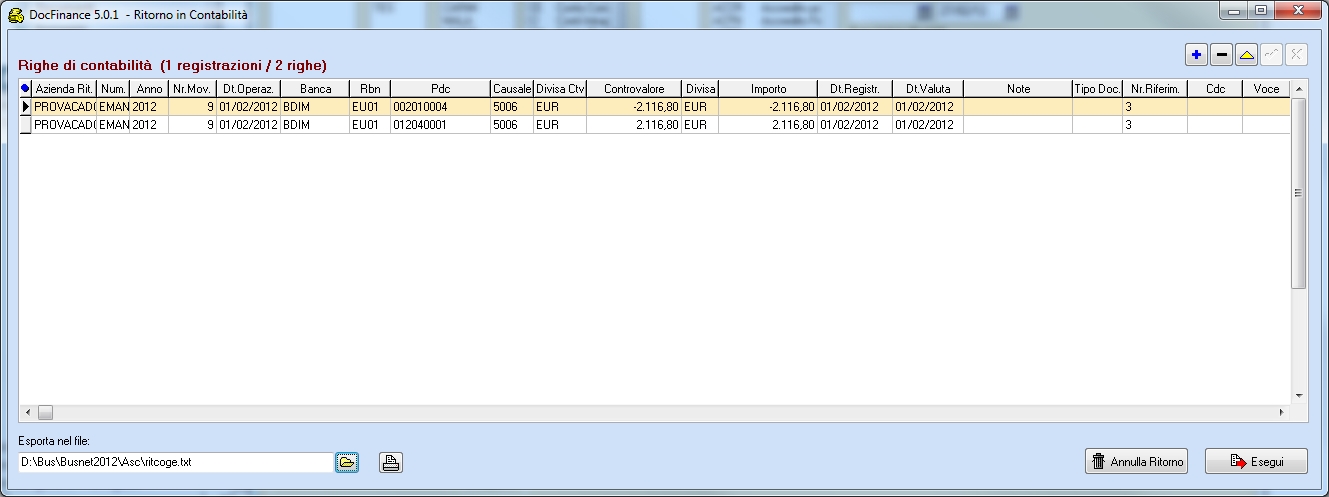 DocFinance 5.0.1 - Ritorno in Contabilità
Righe di contabilità (1 registrazioni / 2 righe)
Azienda Rit. Num. Anno Nr.Mov. Dt.Operaz. Banca Rbn Pdc Causale Divisa Ctv Controvalore Divisa Importo Dt.Registr. Dt.Valuta Note Tipo Doc. Nr.Riferim. Cdc Voce
PROVACADO EMAN 2012 9 01/02/2012 BDIM EU01 002010004 5006 EUR -2.116,80 EUR -2.116,80 01/02/2012 01/02/2012 3
PROVACADO EMAN 2012 9 01/02/2012 BDIM EU01 012040001 5006 EUR 2.116,80 EUR 2.116,80 01/02/2012 01/02/2012 3
Esporta nel file:
D:\Bus\Busnet2012\Asc\ritcoge.txt
Annulla Ritorno
Esegui